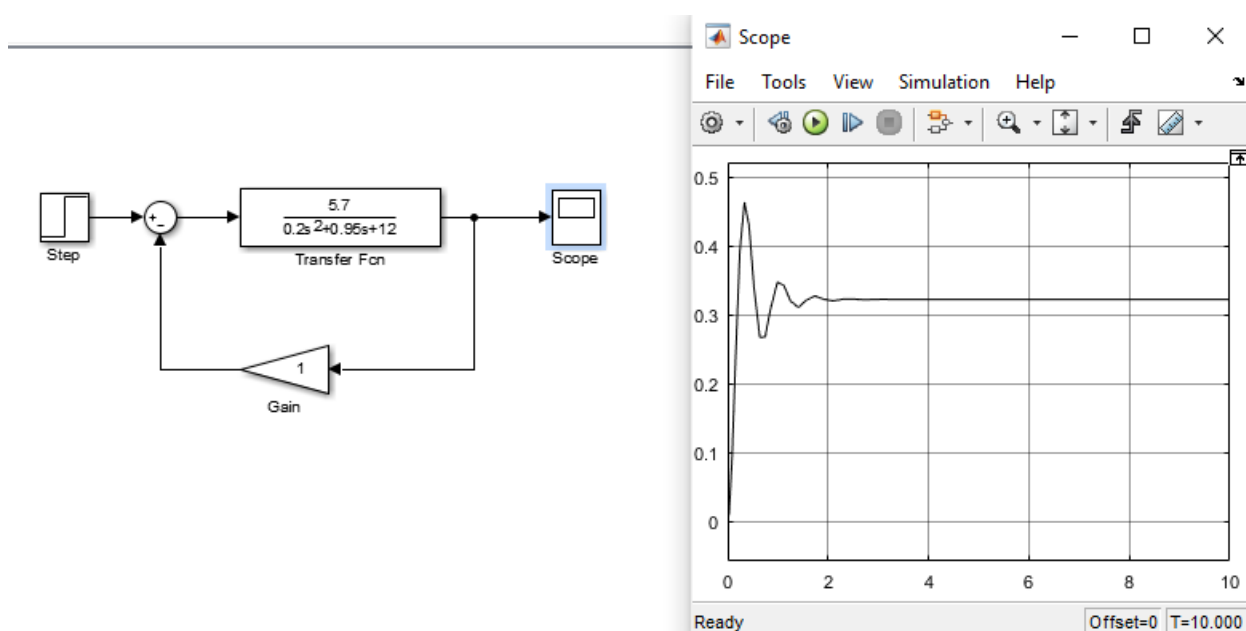 Scope
File Tools View Simulation Help
Step
+
-
5.7
0.2s²+0.95s+12
Transfer Fcn
Scope
1
Gain
0.5
0.4
0.3
0.2
0.1
0
0 2 4 6 8 10
Ready Offset=0 T=10.000